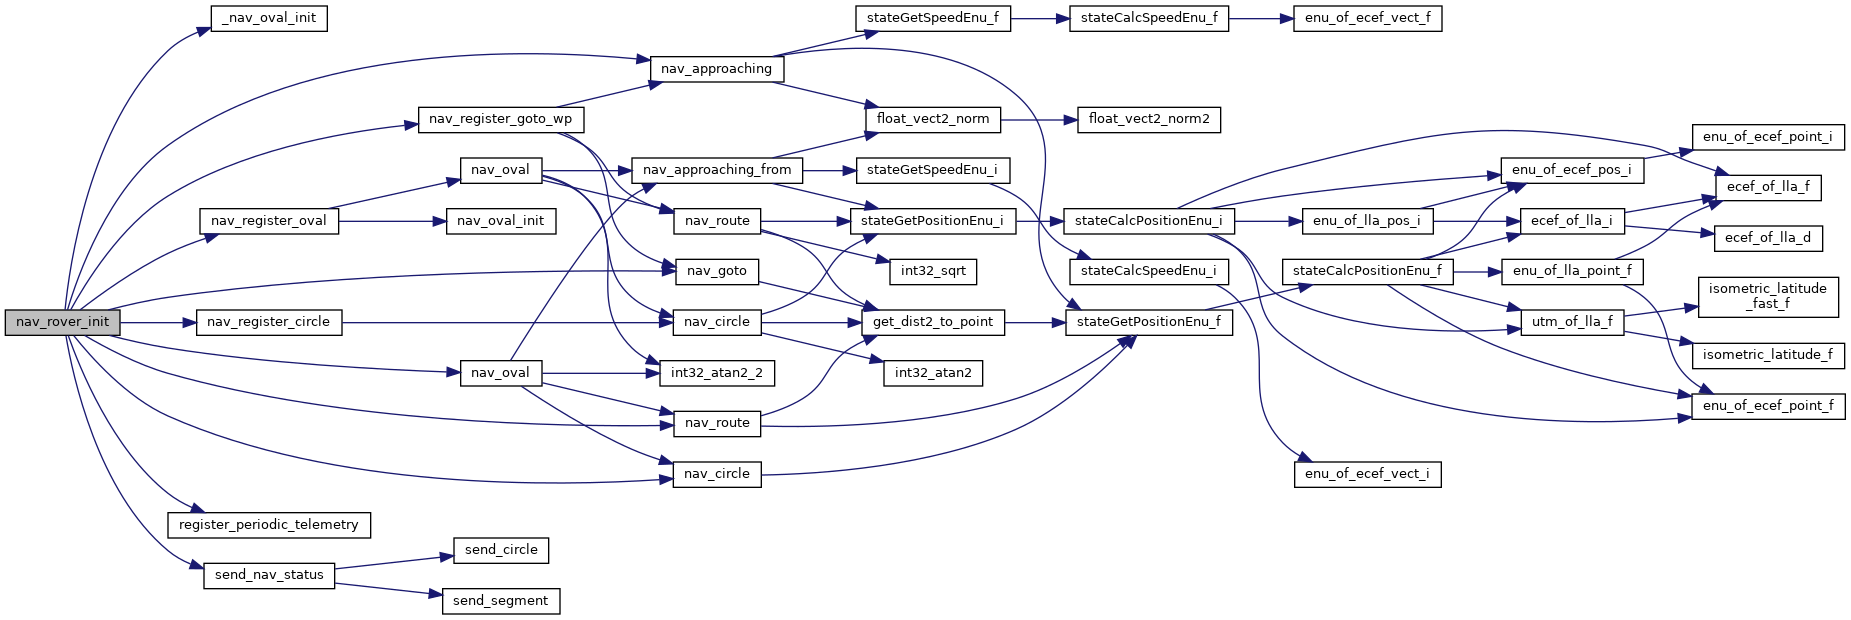 nav_rover_init
_nav_oval_init
nav_register_goto_wp
nav_register_oval
nav_oval
nav_oval_init
nav_register_circle
nav_oval
register_periodic_telemetry
send_nav_status
send_circle
send_segment
nav_approaching
nav_approaching_from
nav_route
nav_goto
nav_circle
int32_atan2_2
nav_route
nav_circle
stateGetSpeedEnu_f
float_vect2_norm
stateGetSpeedEnu_i
stateGetPositionEnu_i
int32_sqrt
get_dist2_to_point
int32_atan2
stateCalcSpeedEnu_f
float_vect2_norm2
stateCalcPositionEnu_i
stateCalcSpeedEnu_i
stateGetPositionEnu_f
enu_of_ecef_vect_f
enu_of_lla_pos_i
stateCalcPositionEnu_f
enu_of_ecef_vect_i
enu_of_ecef_pos_i
ecef_of_lla_i
enu_of_lla_point_f
utm_of_lla_f
enu_of_ecef_point_i
ecef_of_lla_f
ecef_of_lla_d
isometric_latitude
_fast_f
isometric_latitude_f
enu_of_ecef_point_f